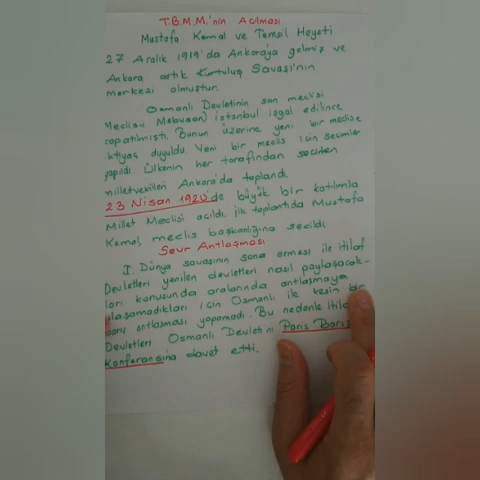 T.B.M.M.'nin Açılması
Mustafa Kemal ve Temsil Heyeti
27 Aralık 1919'da Ankara'ya gelmiş ve
Ankara artık Kurtuluş Savaşı'nın
merkezi olmuştur.
Osmanlı Devletinin son meclisi
Meclis-i Mebusan, İstanbul işgal edilince
kapatılmıştı. Bunun üzerine yeni bir meclise
ihtiyaç duyuldu. Yeni bir meclis için seçimler
yapıldı. Ülkenin her tarafından seçilen
milletvekilleri Ankara'da toplandı.
23 Nisan 1920'de büyük bir katılımla
Millet Meclisi açıldı. İlk toplantıda Mustafa
Kemal, meclis başkanlığına seçildi.
Sevr Antlaşması
I. Dünya savaşının sona ermesi ile İtilaf
Devletleri yenilen devletleri nasıl paylaşacak-
ları konusunda aralarında antlaşmaya
ulaşamadıkları için Osmanlı ile kesin bir
barış antlaşması yapamadı. Bu nedenle İtilaf
Devletleri Osmanlı Devletini Paris Barış
Konferansına davet etti.